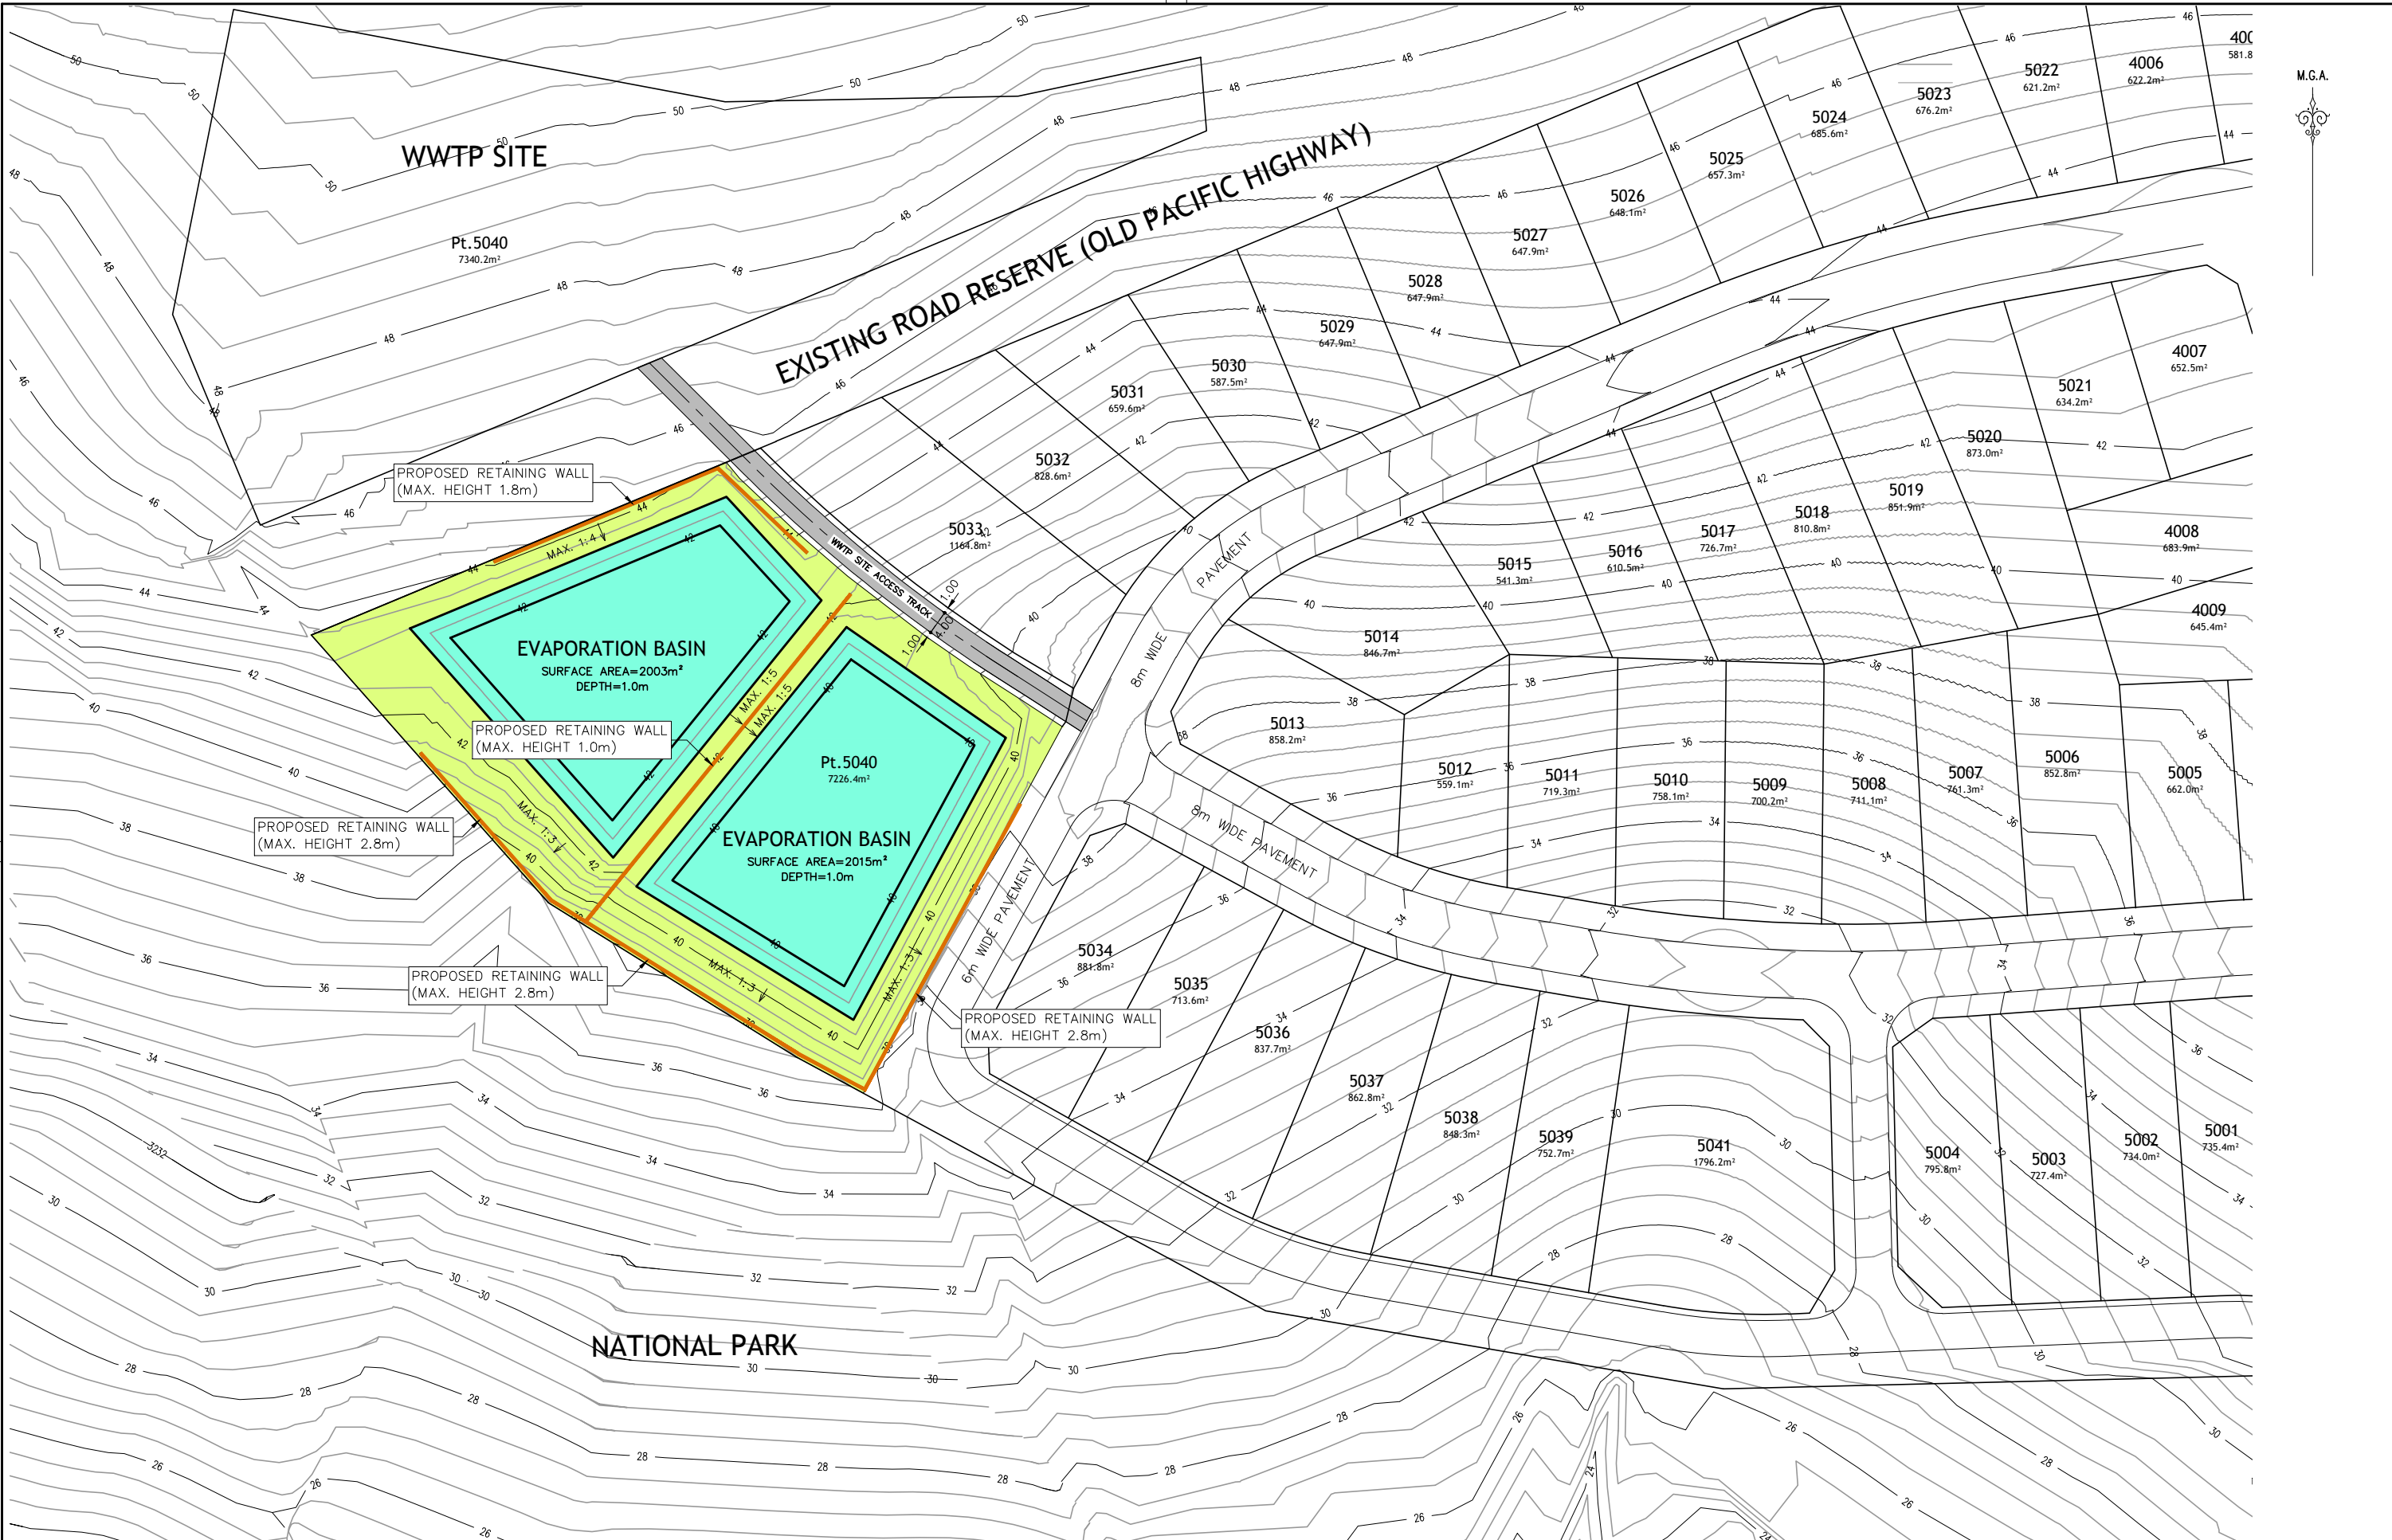 M.G.A.
WWTP SITE
Pt.5040
7340.2m²
EXISTING ROAD RESERVE (OLD PACIFIC HIGHWAY)
400
581.8
4006
622.2m²
5022
621.2m²
5023
676.2m²
5024
685.6m²
5025
657.3m²
5026
648.1m²
5027
647.9m²
5028
647.9m²
5029
647.9m²
5030
587.5m²
5031
659.6m²
5032
828.6m²
5033
1164.8m²
4007
652.5m²
5021
634.2m²
5020
873.0m²
5019
851.9m²
5018
810.8m²
5017
726.7m²
5016
610.5m²
5015
541.3m²
5014
846.7m²
4008
683.9m²
4009
645.4m²
PROPOSED RETAINING WALL
(MAX. HEIGHT 1.8m)
MAX. 1:4
WWTP SITE ACCESS TRACK
1.00
4.00
1.00
EVAPORATION BASIN
SURFACE AREA=2003m²
DEPTH=1.0m
MAX. 1:5
MAX. 1:5
PROPOSED RETAINING WALL
(MAX. HEIGHT 1.0m)
Pt.5040
7226.4m²
EVAPORATION BASIN
SURFACE AREA=2015m²
DEPTH=1.0m
PROPOSED RETAINING WALL
(MAX. HEIGHT 2.8m)
MAX. 1:3
PROPOSED RETAINING WALL
(MAX. HEIGHT 2.8m)
MAX. 1:3
MAX. 1:3
PROPOSED RETAINING WALL
(MAX. HEIGHT 2.8m)
8m WIDE PAVEMENT
8m WIDE PAVEMENT
6m WIDE PAVEMENT
5013
858.2m²
5012
559.1m²
5011
719.3m²
5010
758.1m²
5009
700.2m²
5008
711.1m²
5007
761.3m²
5006
852.8m²
5005
662.0m²
5034
881.8m²
5035
713.6m²
5036
837.7m²
5037
862.8m²
5038
848.3m²
5039
752.7m²
5041
1796.2m²
5004
795.8m²
5003
727.4m²
5002
734.0m²
5001
735.4m²
NATIONAL PARK